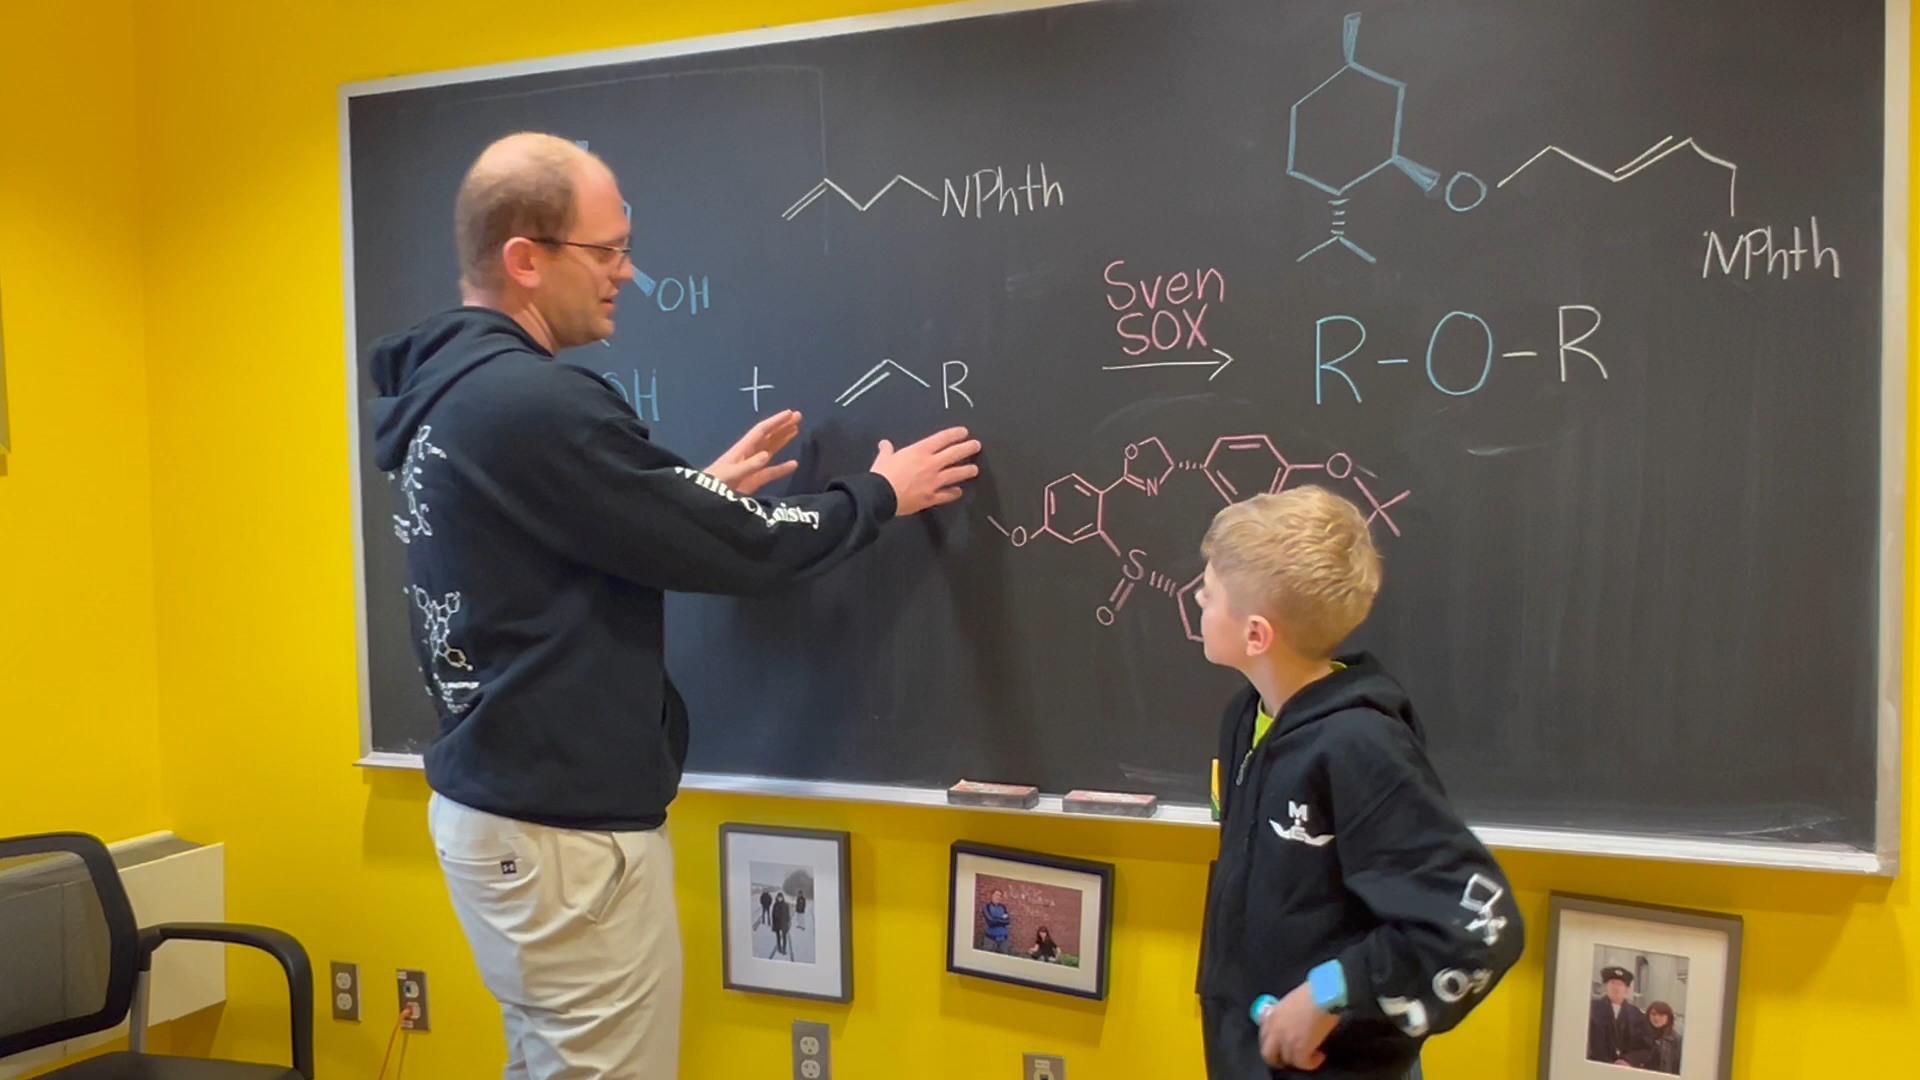 NPhth
O
NPhth
OH
Sven
SOX
OH + R → R-O-R
O
N
O
O
S
O
White Chemistry
M